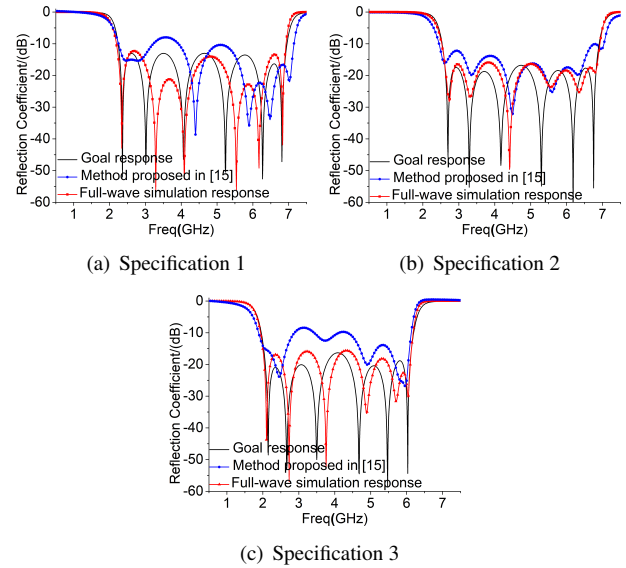 0
-10
-20
-30
-40
-50
-60
Reflection Coefficient/(dB)
Goal response
Method proposed in [15]
Full-wave simulation response
1 2 3 4 5 6 7
Freq(GHz)
(a) Specification 1
0
-10
-20
-30
-40
-50
-60
Reflection Coefficient/(dB)
Goal response
Method proposed in [15]
Full-wave simulation response
1 2 3 4 5 6 7
Freq(GHz)
(b) Specification 2
0
-10
-20
-30
-40
-50
-60
Reflection Coefficient/(dB)
Goal response
Method proposed in [15]
Full-wave simulation response
1 2 3 4 5 6 7
Freq(GHz)
(c) Specification 3